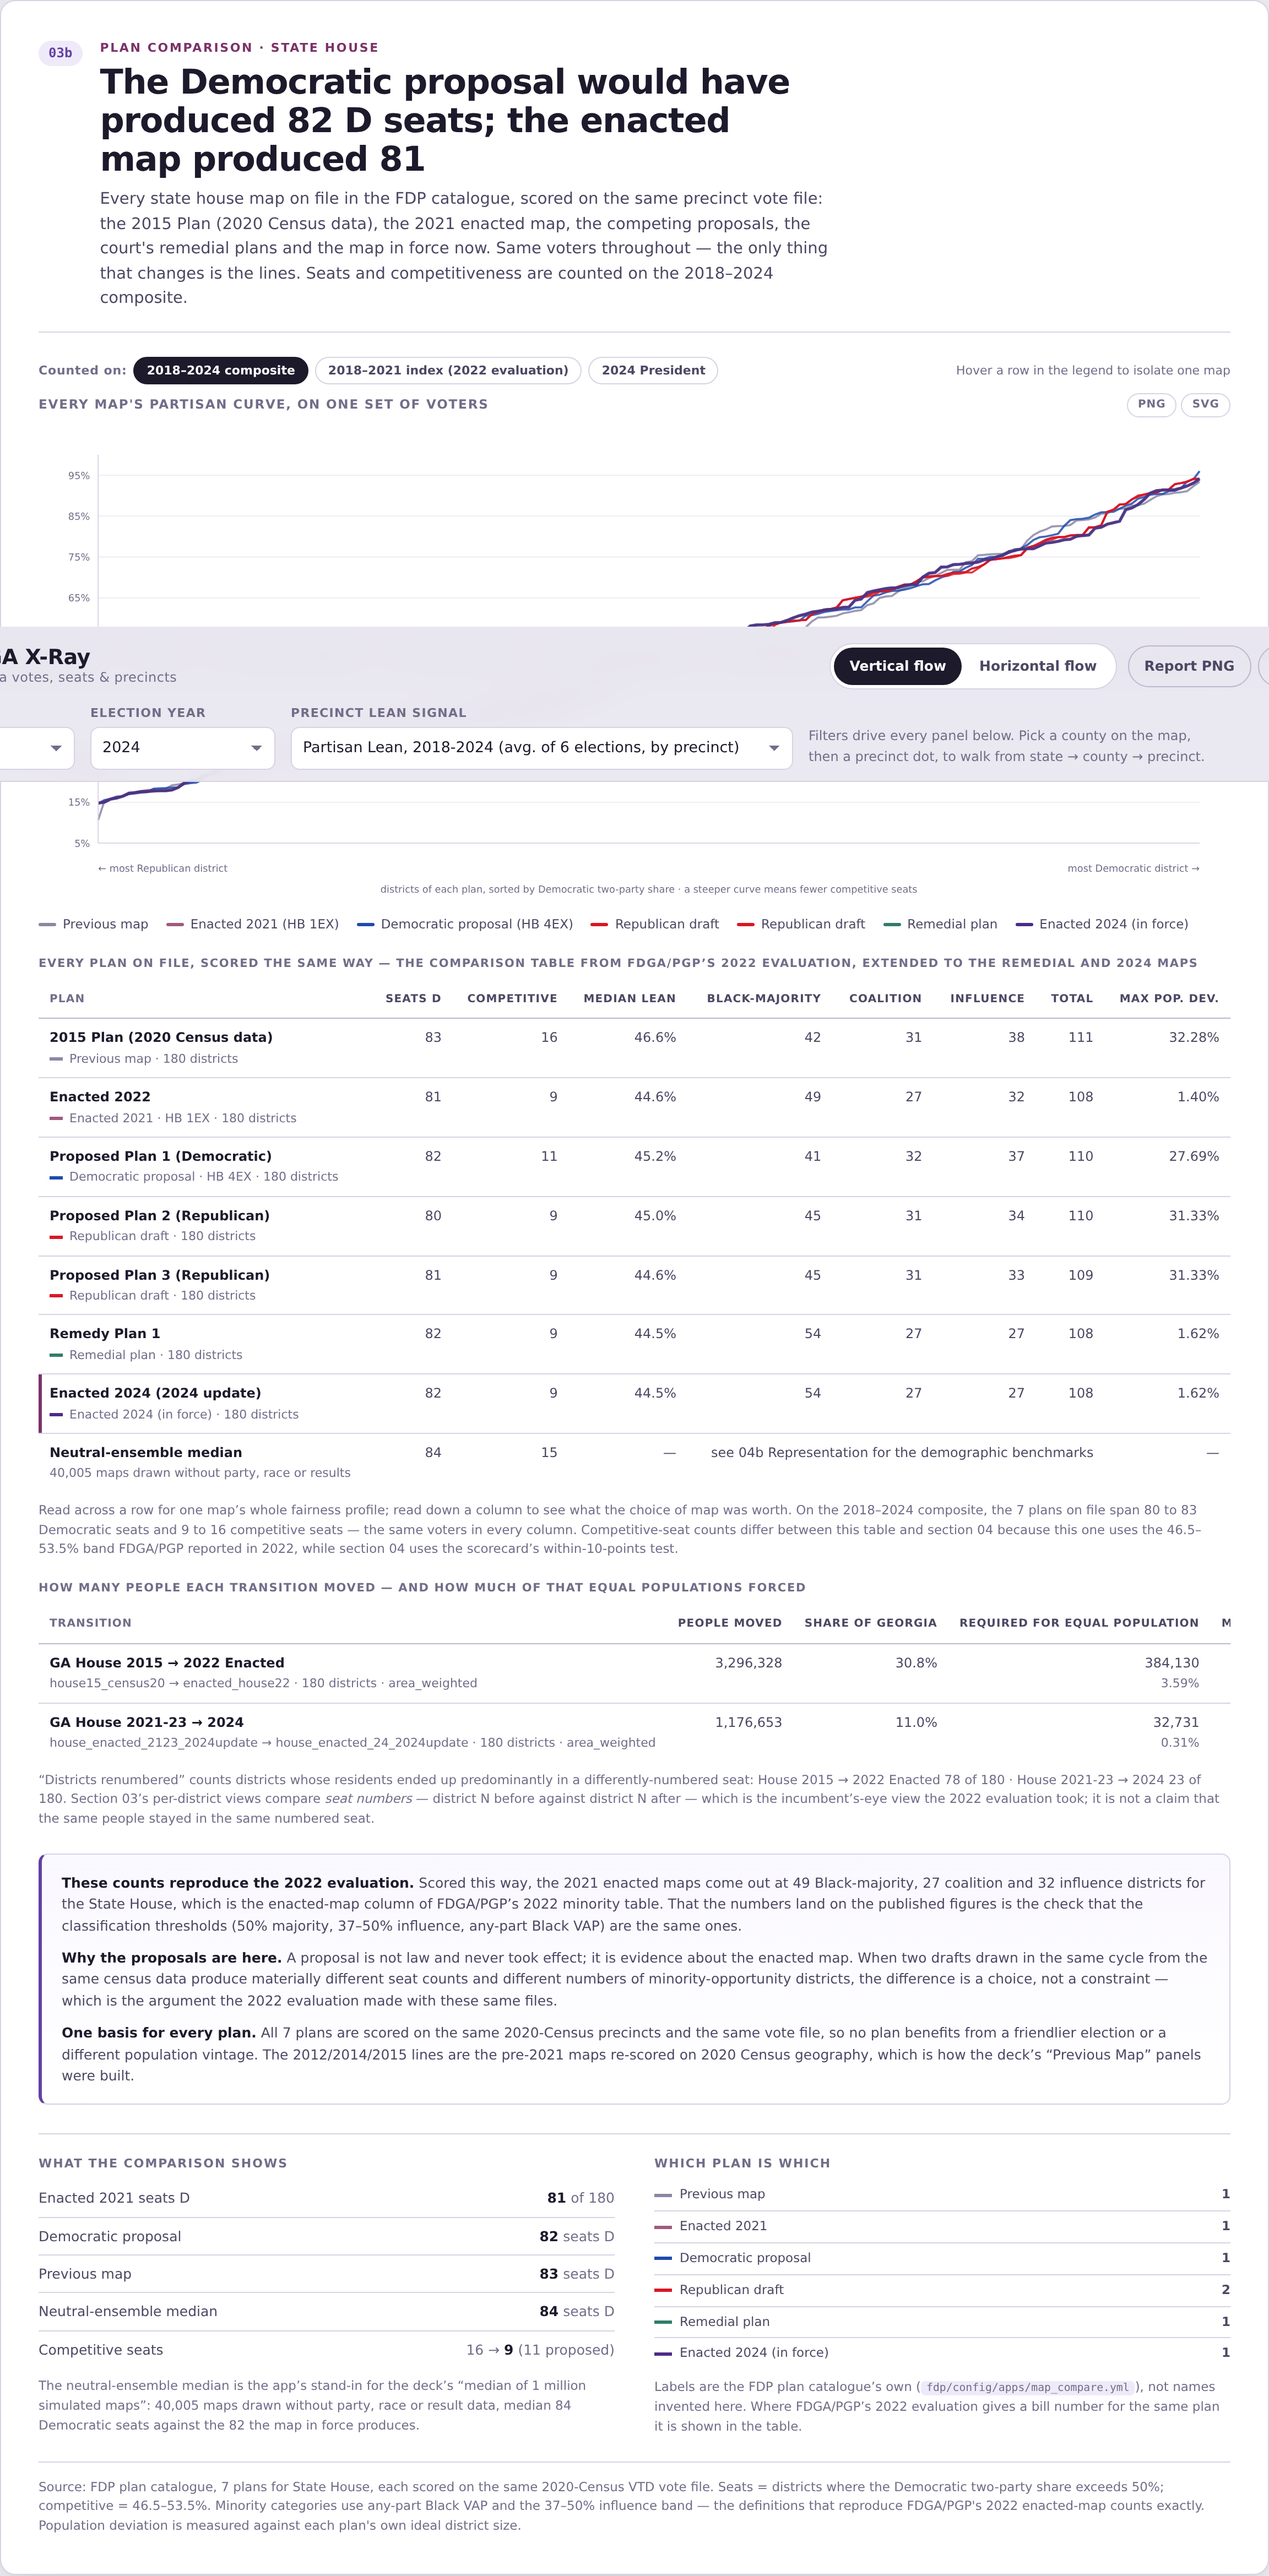 03b
PLAN COMPARISON · STATE HOUSE
The Democratic proposal would have
produced 82 D seats; the enacted
map produced 81
Every state house map on file in the FDP catalogue, scored on the same precinct vote file:
the 2015 Plan (2020 Census data), the 2021 enacted map, the competing proposals, the
court's remedial plans and the map in force now. Same voters throughout — the only thing
that changes is the lines. Seats and competitiveness are counted on the 2018–2024
composite.
Counted on: 2018–2024 composite 2018–2021 index (2022 evaluation) 2024 President Hover a row in the legend to isolate one map
EVERY MAP'S PARTISAN CURVE, ON ONE SET OF VOTERS PNG SVG
95%
85%
75%
65%
GA X-Ray
a votes, seats & precincts
Vertical flow Horizontal flow Report PNG
ELECTION YEAR PRECINCT LEAN SIGNAL
2024 Partisan Lean, 2018-2024 (avg. of 6 elections, by precinct)
Filters drive every panel below. Pick a county on the map,
then a precinct dot, to walk from state → county → precinct.
15%
5%
← most Republican district most Democratic district →
districts of each plan, sorted by Democratic two-party share · a steeper curve means fewer competitive seats
Previous map Enacted 2021 (HB 1EX) Democratic proposal (HB 4EX) Republican draft Republican draft Remedial plan Enacted 2024 (in force)
EVERY PLAN ON FILE, SCORED THE SAME WAY — THE COMPARISON TABLE FROM FDGA/PGP’S 2022 EVALUATION, EXTENDED TO THE REMEDIAL AND 2024 MAPS
PLAN SEATS D COMPETITIVE MEDIAN LEAN BLACK-MAJORITY COALITION INFLUENCE TOTAL MAX POP. DEV.
2015 Plan (2020 Census data) 83 16 46.6% 42 31 38 111 32.28%
Previous map · 180 districts
Enacted 2022 81 9 44.6% 49 27 32 108 1.40%
Enacted 2021 · HB 1EX · 180 districts
Proposed Plan 1 (Democratic) 82 11 45.2% 41 32 37 110 27.69%
Democratic proposal · HB 4EX · 180 districts
Proposed Plan 2 (Republican) 80 9 45.0% 45 31 34 110 31.33%
Republican draft · 180 districts
Proposed Plan 3 (Republican) 81 9 44.6% 45 31 33 109 31.33%
Republican draft · 180 districts
Remedy Plan 1 82 9 44.5% 54 27 27 108 1.62%
Remedial plan · 180 districts
Enacted 2024 (2024 update) 82 9 44.5% 54 27 27 108 1.62%
Enacted 2024 (in force) · 180 districts
Neutral-ensemble median 84 15 — see 04b Representation for the demographic benchmarks —
40,005 maps drawn without party, race or results
Read across a row for one map’s whole fairness profile; read down a column to see what the choice of map was worth. On the 2018–2024 composite, the 7 plans on file span 80 to 83
Democratic seats and 9 to 16 competitive seats — the same voters in every column. Competitive-seat counts differ between this table and section 04 because this one uses the 46.5–
53.5% band FDGA/PGP reported in 2022, while section 04 uses the scorecard’s within-10-points test.
HOW MANY PEOPLE EACH TRANSITION MOVED — AND HOW MUCH OF THAT EQUAL POPULATIONS FORCED
TRANSITION PEOPLE MOVED SHARE OF GEORGIA REQUIRED FOR EQUAL POPULATION M
GA House 2015 → 2022 Enacted 3,296,328 30.8% 384,130
house15_census20 → enacted_house22 · 180 districts · area_weighted 3.59%
GA House 2021-23 → 2024 1,176,653 11.0% 32,731
house_enacted_2123_2024update → house_enacted_24_2024update · 180 districts · area_weighted 0.31%
“Districts renumbered” counts districts whose residents ended up predominantly in a differently-numbered seat: House 2015 → 2022 Enacted 78 of 180 · House 2021-23 → 2024 23 of
180. Section 03’s per-district views compare seat numbers — district N before against district N after — which is the incumbent’s-eye view the 2022 evaluation took; it is not a claim that
the same people stayed in the same numbered seat.
These counts reproduce the 2022 evaluation. Scored this way, the 2021 enacted maps come out at 49 Black-majority, 27 coalition and 32 influence districts for
the State House, which is the enacted-map column of FDGA/PGP’s 2022 minority table. That the numbers land on the published figures is the check that the
classification thresholds (50% majority, 37–50% influence, any-part Black VAP) are the same ones.
Why the proposals are here. A proposal is not law and never took effect; it is evidence about the enacted map. When two drafts drawn in the same cycle from the
same census data produce materially different seat counts and different numbers of minority-opportunity districts, the difference is a choice, not a constraint —
which is the argument the 2022 evaluation made with these same files.
One basis for every plan. All 7 plans are scored on the same 2020-Census precincts and the same vote file, so no plan benefits from a friendlier election or a
different population vintage. The 2012/2014/2015 lines are the pre-2021 maps re-scored on 2020 Census geography, which is how the deck’s “Previous Map” panels
were built.
WHAT THE COMPARISON SHOWS
Enacted 2021 seats D 81 of 180
Democratic proposal 82 seats D
Previous map 83 seats D
Neutral-ensemble median 84 seats D
Competitive seats 16 → 9 (11 proposed)
The neutral-ensemble median is the app’s stand-in for the deck’s “median of 1 million
simulated maps”: 40,005 maps drawn without party, race or result data, median 84
Democratic seats against the 82 the map in force produces.
WHICH PLAN IS WHICH
Previous map 1
Enacted 2021 1
Democratic proposal 1
Republican draft 2
Remedial plan 1
Enacted 2024 (in force) 1
Labels are the FDP plan catalogue’s own (fdp/config/apps/map_compare.yml), not names
invented here. Where FDGA/PGP’s 2022 evaluation gives a bill number for the same plan
it is shown in the table.
Source: FDP plan catalogue, 7 plans for State House, each scored on the same 2020-Census VTD vote file. Seats = districts where the Democratic two-party share exceeds 50%;
competitive = 46.5–53.5%. Minority categories use any-part Black VAP and the 37–50% influence band — the definitions that reproduce FDGA/PGP's 2022 enacted-map counts exactly.
Population deviation is measured against each plan's own ideal district size.